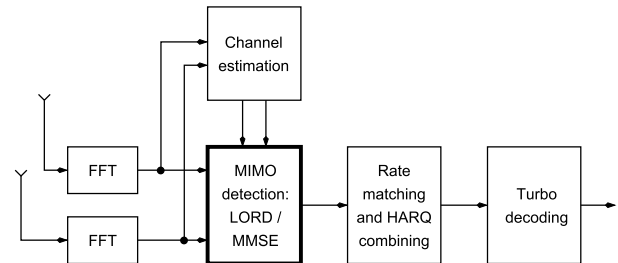 Channel
estimation
FFT
FFT
MIMO
detection:
LORD /
MMSE
Rate
matching
and HARQ
combining
Turbo
decoding